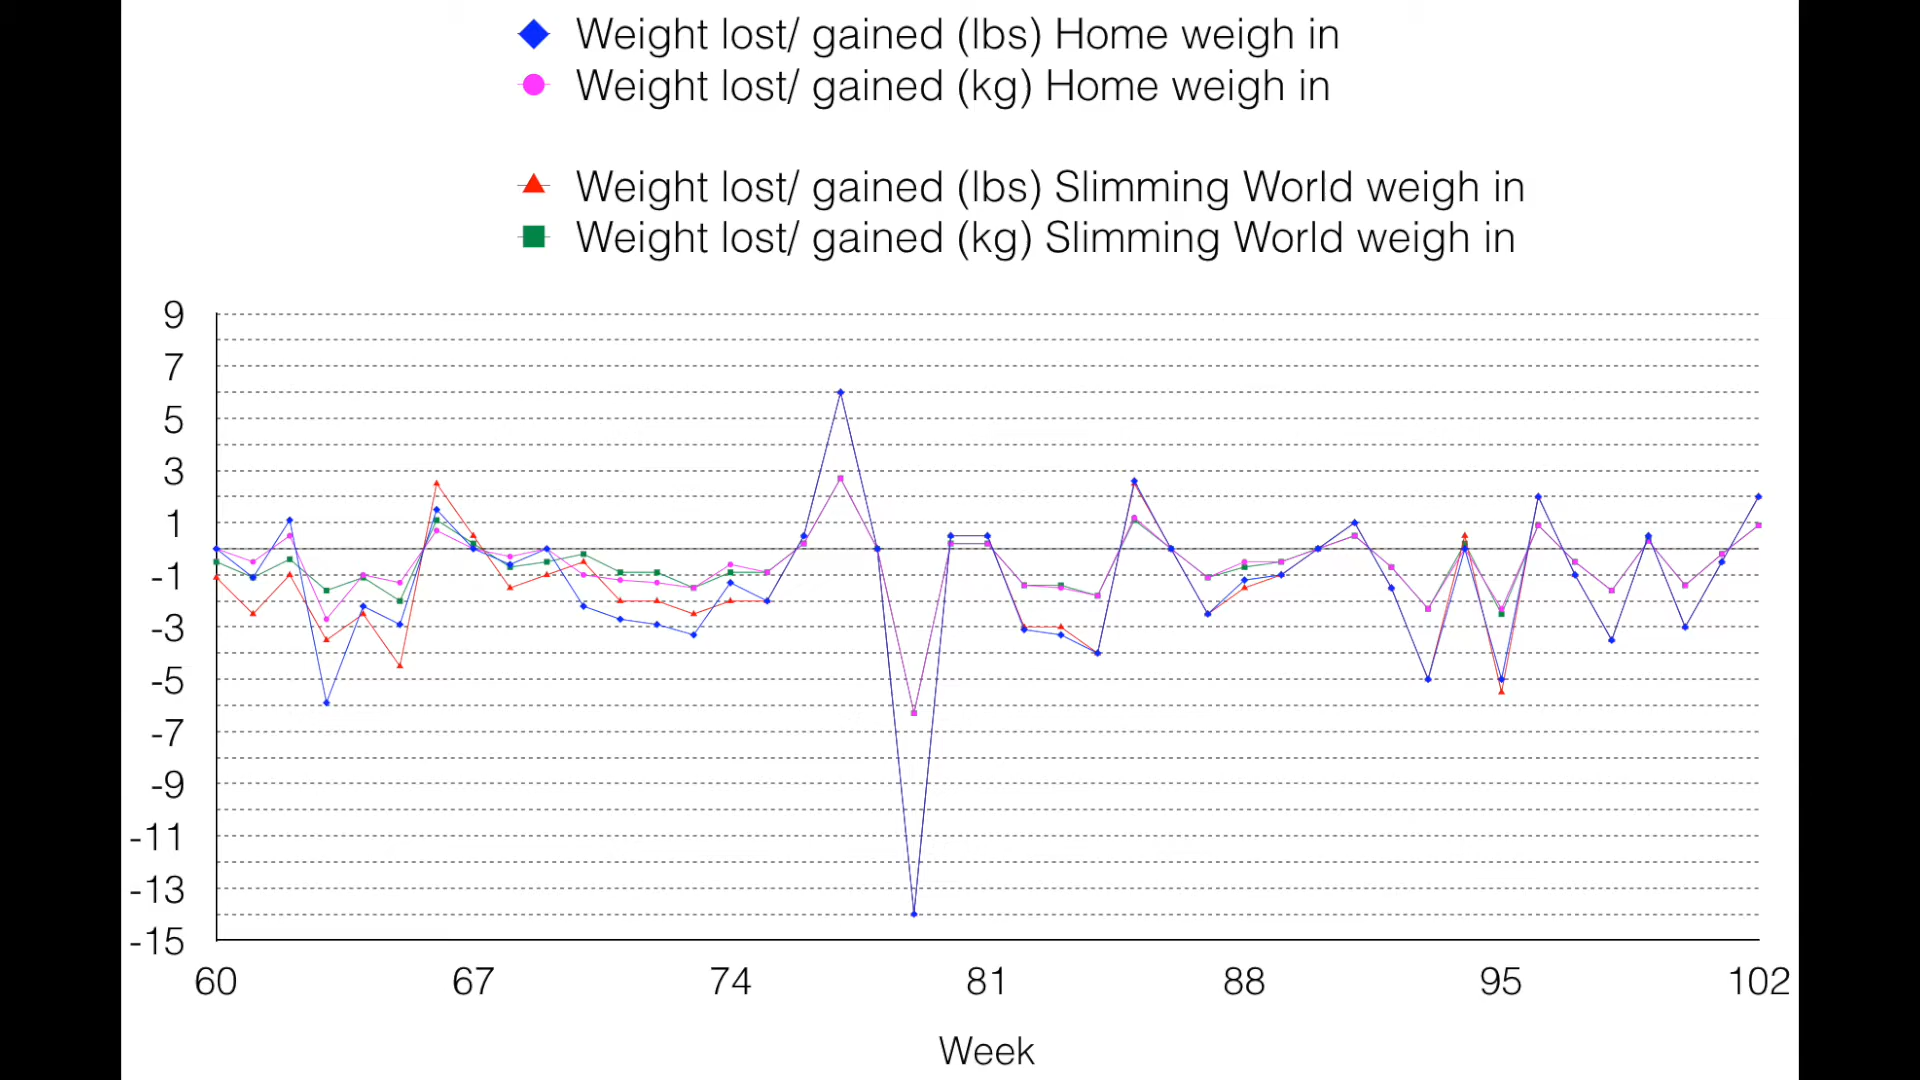 Weight lost/ gained (lbs) Home weigh in
Weight lost/ gained (kg) Home weigh in
Weight lost/ gained (lbs) Slimming World weigh in
Weight lost/ gained (kg) Slimming World weigh in
9
7
5
3
1
-1
-3
-5
-7
-9
-11
-13
-15
60 67 74 81 88 95 102
Week